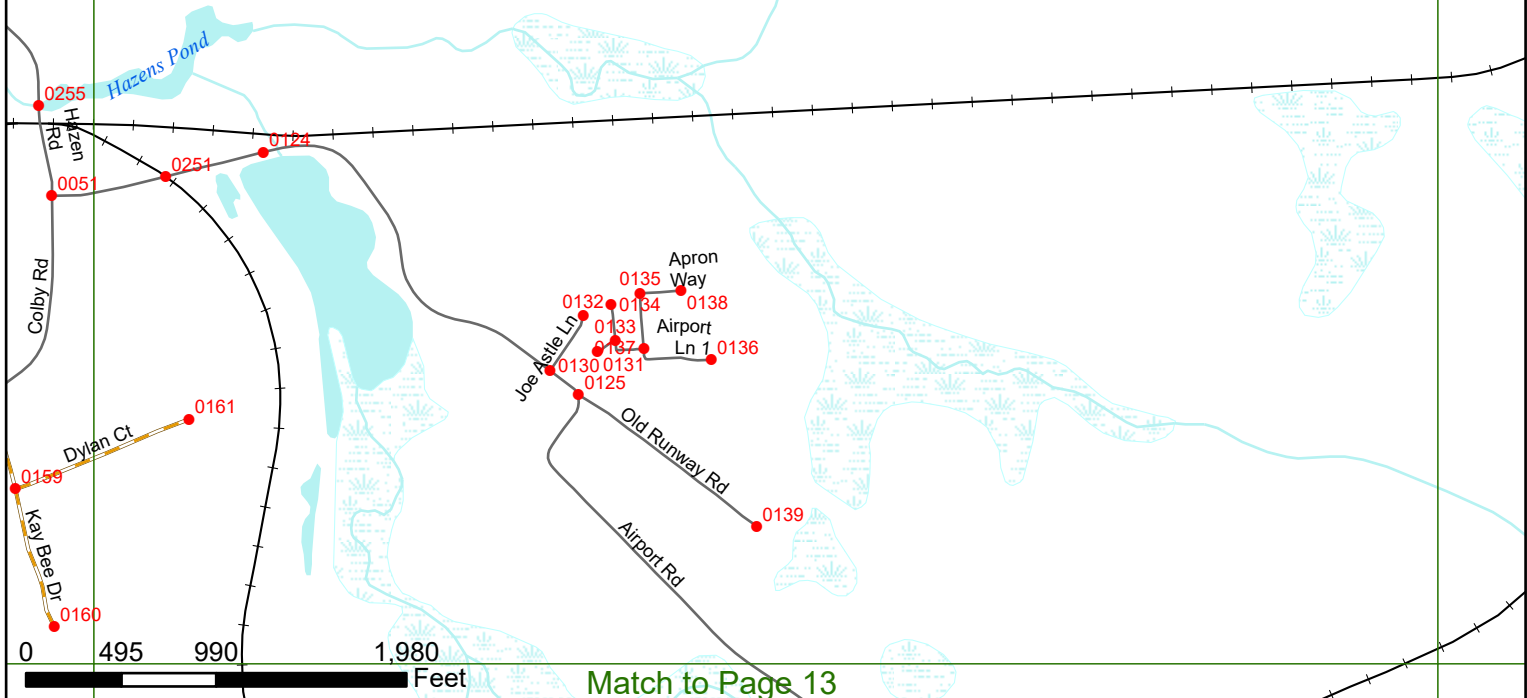 Hazens Pond
0255
Hazen
Rd
0124
0251
0051
Colby Rd
Apron
Way
0135
0138
0132
0134
0133
Airport
Ln 1
0136
0137
0131
Joe Astle Ln
0130
0125
0161
Dylan Ct
Old Runway Rd
0159
0139
Kay Bee Dr
Airport Rd
0160
0 495 990 1,980
Feet
Match to Page 13